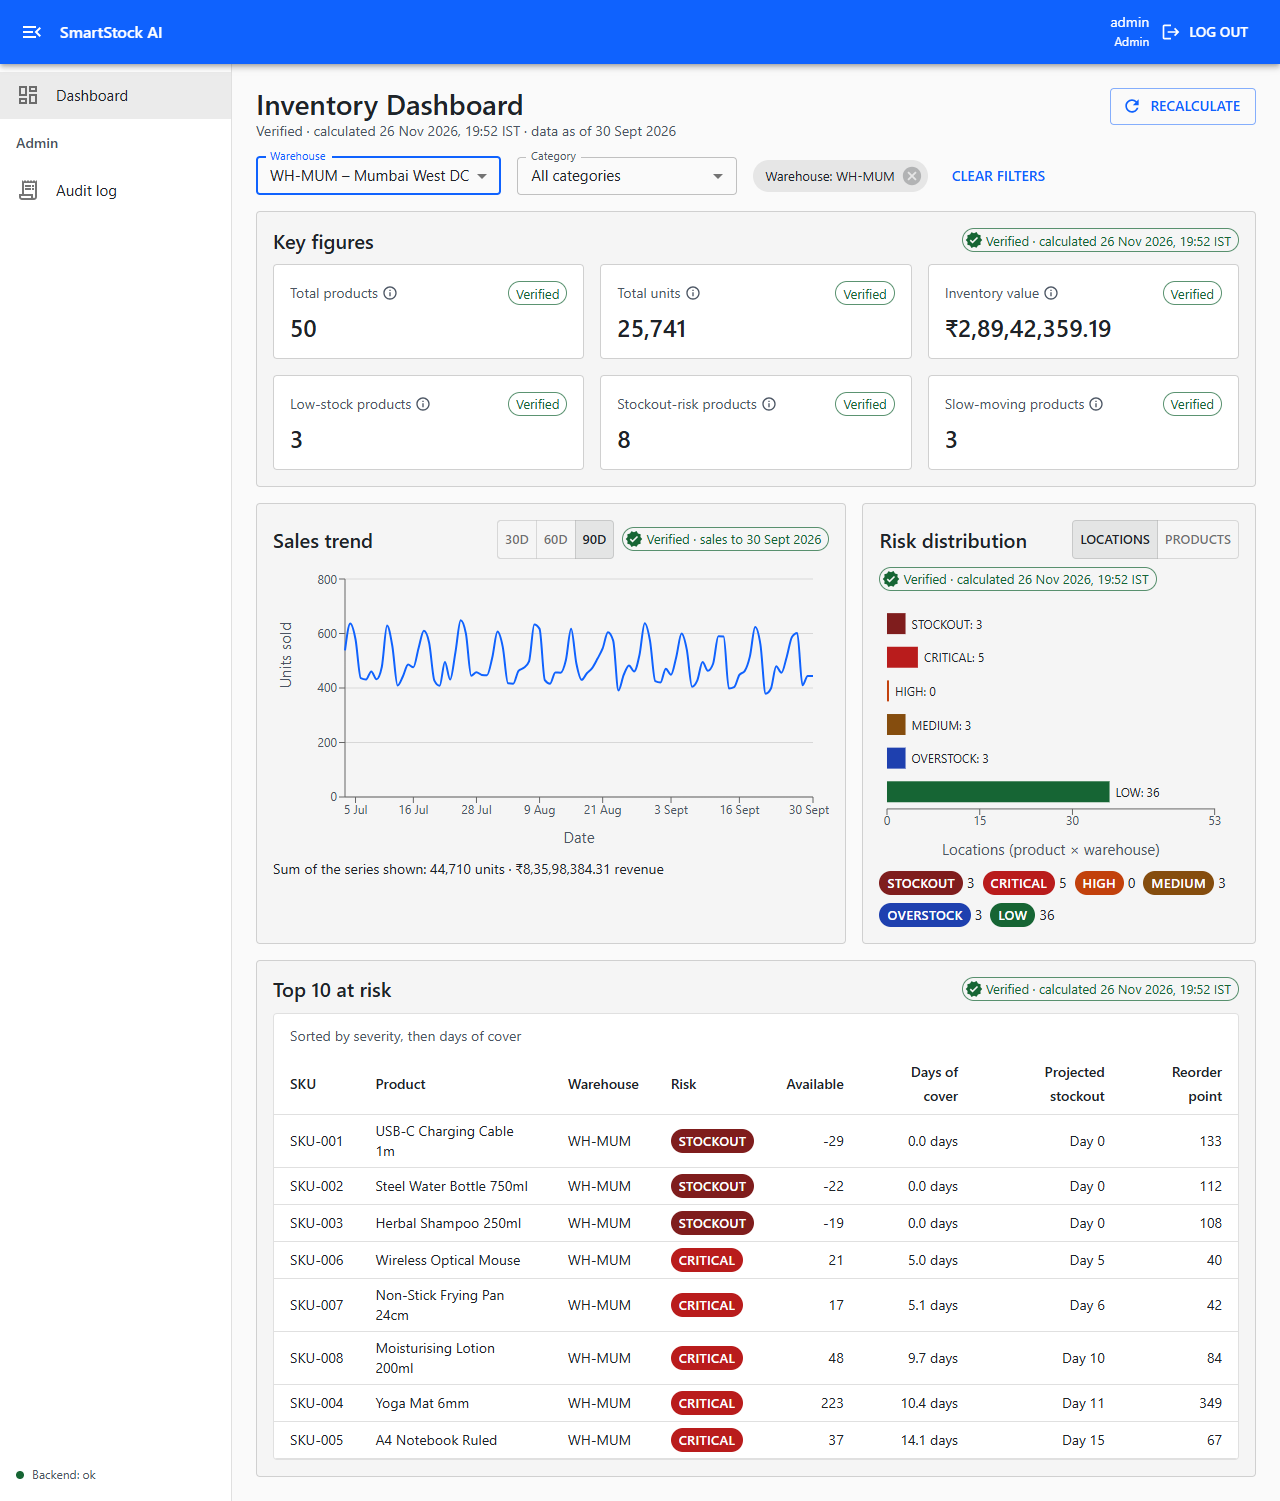 SmartStock AI
admin
Admin
LOG OUT
Dashboard
Admin
Audit log
Inventory Dashboard
Verified · calculated 26 Nov 2026, 19:52 IST · data as of 30 Sept 2026
RECALCULATE
Warehouse
WH-MUM – Mumbai West DC
Category
All categories
Warehouse: WH-MUM
CLEAR FILTERS
Key figures
Verified · calculated 26 Nov 2026, 19:52 IST
Total products
Verified
50
Total units
Verified
25,741
Inventory value
Verified
₹2,89,42,359.19
Low-stock products
Verified
3
Stockout-risk products
Verified
8
Slow-moving products
Verified
3
Sales trend
30D 60D 90D
Verified · sales to 30 Sept 2026
Units sold
800
600
400
200
0
5 Jul 16 Jul 28 Jul 9 Aug 21 Aug 3 Sept 16 Sept 30 Sept
Date
Sum of the series shown: 44,710 units · ₹8,35,98,384.31 revenue
Risk distribution
LOCATIONS PRODUCTS
Verified · calculated 26 Nov 2026, 19:52 IST
STOCKOUT: 3
CRITICAL: 5
HIGH: 0
MEDIUM: 3
OVERSTOCK: 3
LOW: 36
0 15 30 53
Locations (product × warehouse)
STOCKOUT 3 CRITICAL 5 HIGH 0 MEDIUM 3
OVERSTOCK 3 LOW 36
Top 10 at risk
Verified · calculated 26 Nov 2026, 19:52 IST
Sorted by severity, then days of cover
SKU Product Warehouse Risk Available Days of cover Projected stockout Reorder point
SKU-001 USB-C Charging Cable 1m WH-MUM STOCKOUT -29 0.0 days Day 0 133
SKU-002 Steel Water Bottle 750ml WH-MUM STOCKOUT -22 0.0 days Day 0 112
SKU-003 Herbal Shampoo 250ml WH-MUM STOCKOUT -19 0.0 days Day 0 108
SKU-006 Wireless Optical Mouse WH-MUM CRITICAL 21 5.0 days Day 5 40
SKU-007 Non-Stick Frying Pan 24cm WH-MUM CRITICAL 17 5.1 days Day 6 42
SKU-008 Moisturising Lotion 200ml WH-MUM CRITICAL 48 9.7 days Day 10 84
SKU-004 Yoga Mat 6mm WH-MUM CRITICAL 223 10.4 days Day 11 349
SKU-005 A4 Notebook Ruled WH-MUM CRITICAL 37 14.1 days Day 15 67
Backend: ok